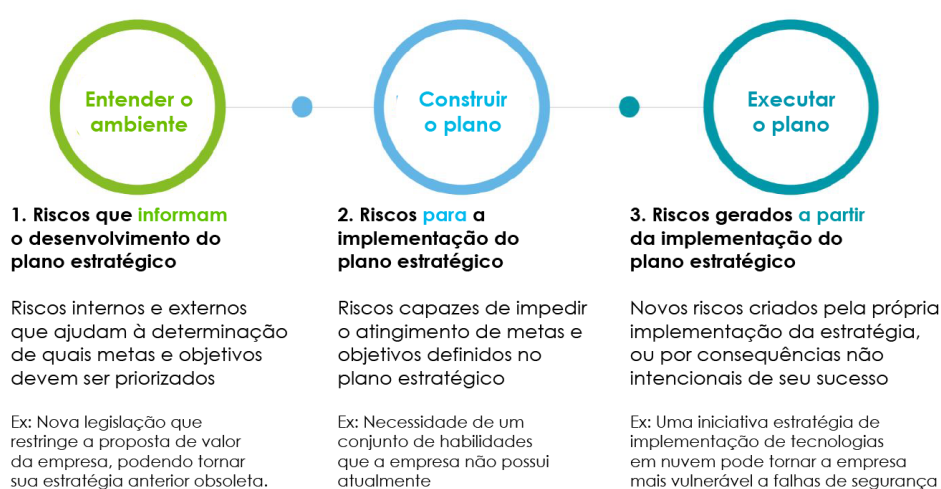 Entender o
ambiente
Construir
o plano
Executar
o plano
1. Riscos que informam
o desenvolvimento do
plano estratégico
Riscos internos e externos
que ajudam à determinação
de quais metas e objetivos
devem ser priorizados
Ex: Nova legislação que
restringe a proposta de valor
da empresa, podendo tornar
sua estratégia anterior obsoleta.
2. Riscos para a
implementação do
plano estratégico
Riscos capazes de impedir
o atingimento de metas e
objetivos definidos no
plano estratégico
Ex: Necessidade de um
conjunto de habilidades
que a empresa não possui
atualmente
3. Riscos gerados a partir
da implementação do
plano estratégico
Novos riscos criados pela própria
implementação da estratégia,
ou por consequências não
intencionais de seu sucesso
Ex: Uma iniciativa estratégia de
implementação de tecnologias
em nuvem pode tornar a empresa
mais vulnerável a falhas de segurança